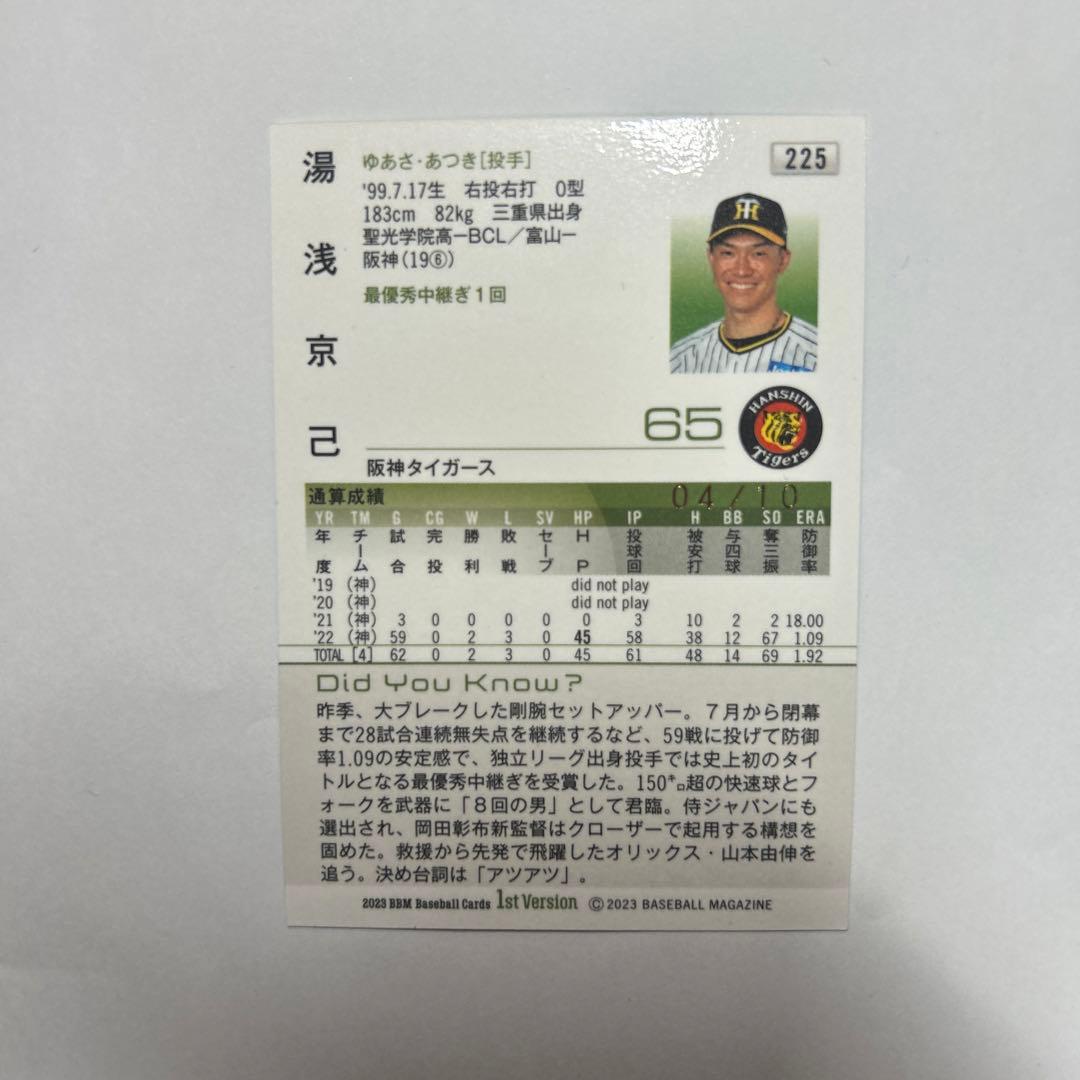 湯浅京己
ゆあさ・あつき[投手]
225
'99.7.17生 右投右打 O型
183cm 82kg 三重県出身
聖光学院高ーBCL／富山ー
阪神(19⑥)
最優秀中継ぎ1回
65
HANSHIN Tigers
阪神タイガース
通算成績 04/10
YR TM G CG W L SV HP IP H BB SO ERA
年度 チーム 試合 完投 勝利 敗戦 セーブ HP 投球回 被安打 与四球 奪三振 防御率
'19 (神) did not play
'20 (神) did not play
'21 (神) 3 0 0 0 0 0 3 10 2 2 18.00
'22 (神) 59 0 2 3 0 45 58 38 12 67 1.09
TOTAL [4] 62 0 2 3 0 45 61 48 14 69 1.92
Did You Know?
昨季、大ブレークした剛腕セットアッパー。7月から閉幕
まで28試合連続無失点を継続するなど、59戦に投げて防御
率1.09の安定感で、独立リーグ出身投手では史上初のタイ
トルとなる最優秀中継ぎを受賞した。150㌔超の快速球とフ
ォークを武器に「8回の男」として君臨。侍ジャパンにも
選出され、岡田彰布新監督はクローザーで起用する構想を
固めた。救援から先発で飛躍したオリックス・山本由伸を
追う。決め台詞は「アツアツ」。
2023 BBM Baseball Cards 1st Version © 2023 BASEBALL MAGAZINE